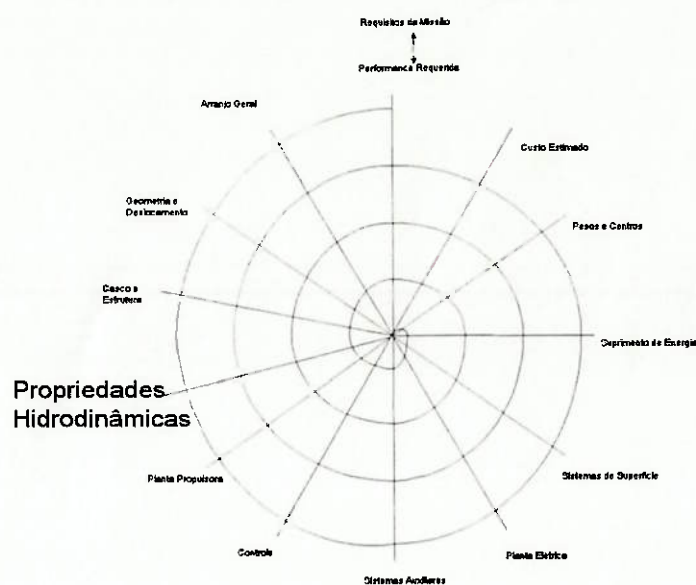 Requisitos da Missão
Performance Requerida
Arranjo Geral
Custo Estimado
Geometria e
Deslocamento
Pesos e Centros
Casco e
Estrutura
Suprimento de Energia
Propriedades
Hidrodinâmicas
Planta Propulsora
Sistemas de Superfície
Controle
Planta Elétrica
Sistemas Auxiliares